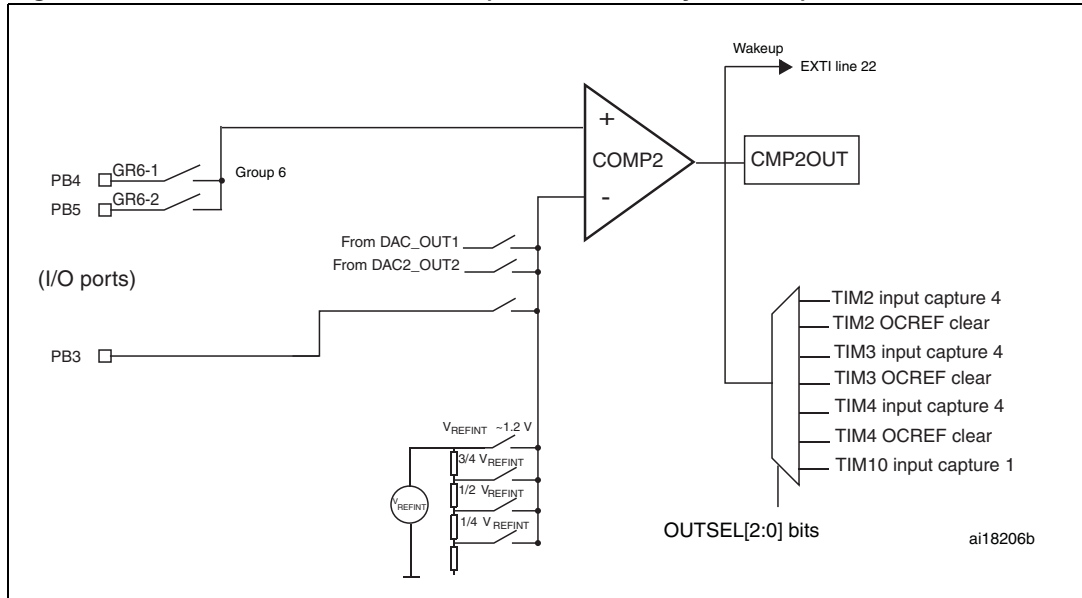 Wakeup
EXTI line 22
+
COMP2
-
CMP2OUT
PB4
GR6-1
Group 6
PB5
GR6-2
From DAC_OUT1
From DAC2_OUT2
(I/O ports)
PB3
TIM2 input capture 4
TIM2 OCREF clear
TIM3 input capture 4
TIM3 OCREF clear
TIM4 input capture 4
TIM4 OCREF clear
TIM10 input capture 1
VREFINT ~1.2 V
3/4 VREFINT
1/2 VREFINT
1/4 VREFINT
VREFINT
OUTSEL[2:0] bits
ai18206b